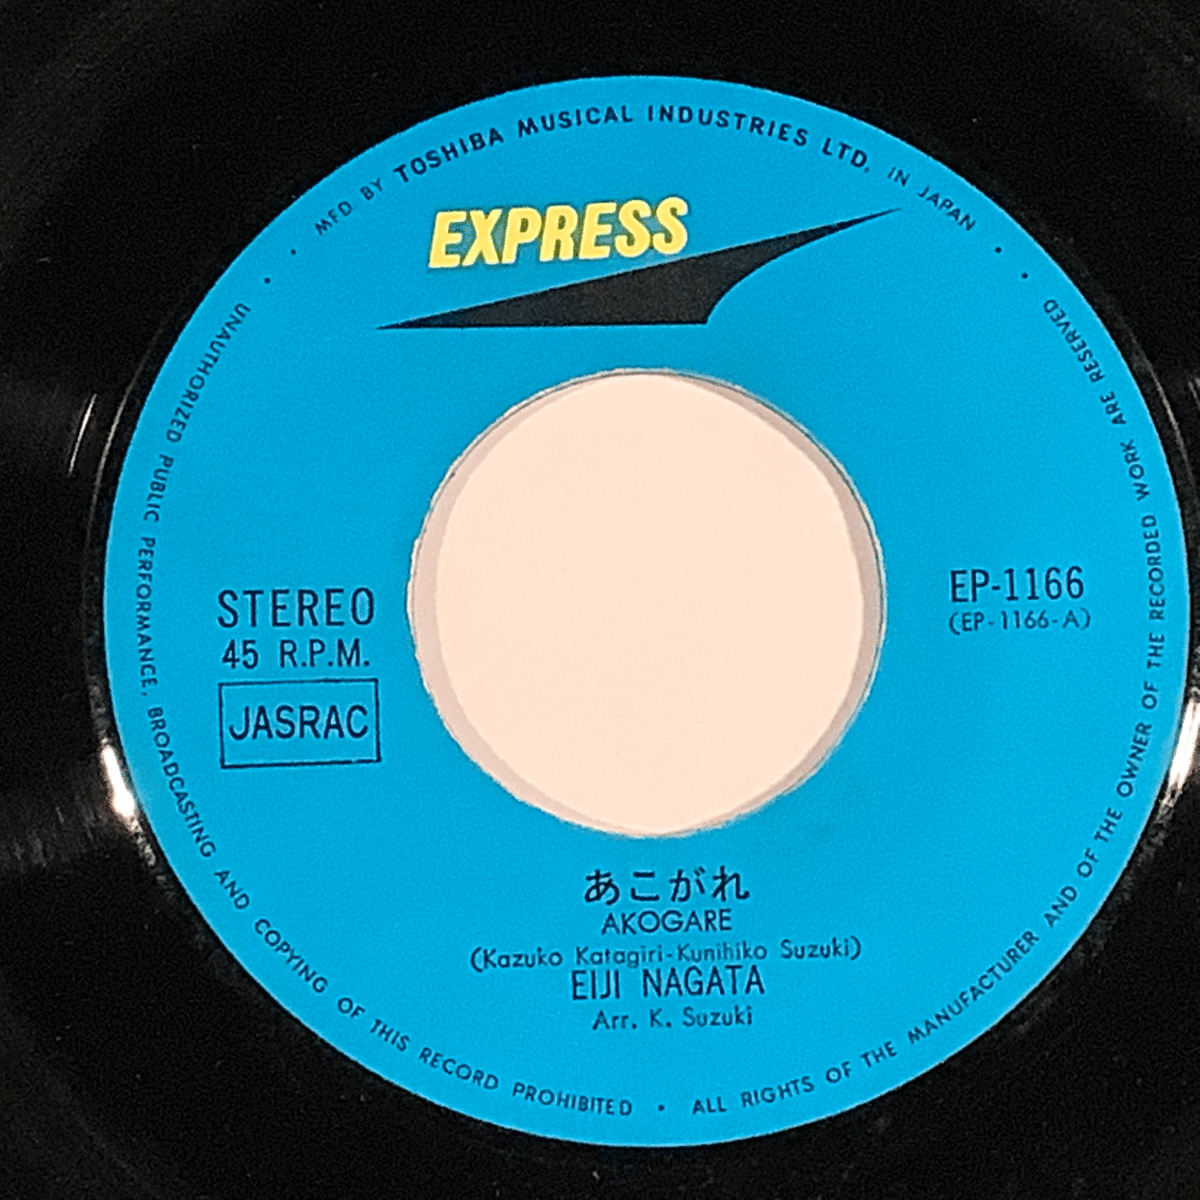 MFD BY TOSHIBA MUSICAL INDUSTRIES LTD. IN JAPAN
EXPRESS
STEREO
45 R.P.M.
JASRAC
EP-1166
(EP-1166-A)
あこがれ
AKOGARE
(Kazuko Katagiri-Kunihiko Suzuki)
EIJI NAGATA
Arr. K. Suzuki
UNAUTHORIZED PUBLIC PERFORMANCE, BROADCASTING AND COPYING OF THIS RECORD PROHIBITED • ALL RIGHTS OF THE MANUFACTURER AND OF THE OWNER OF THE RECORDED WORK ARE RESERVED